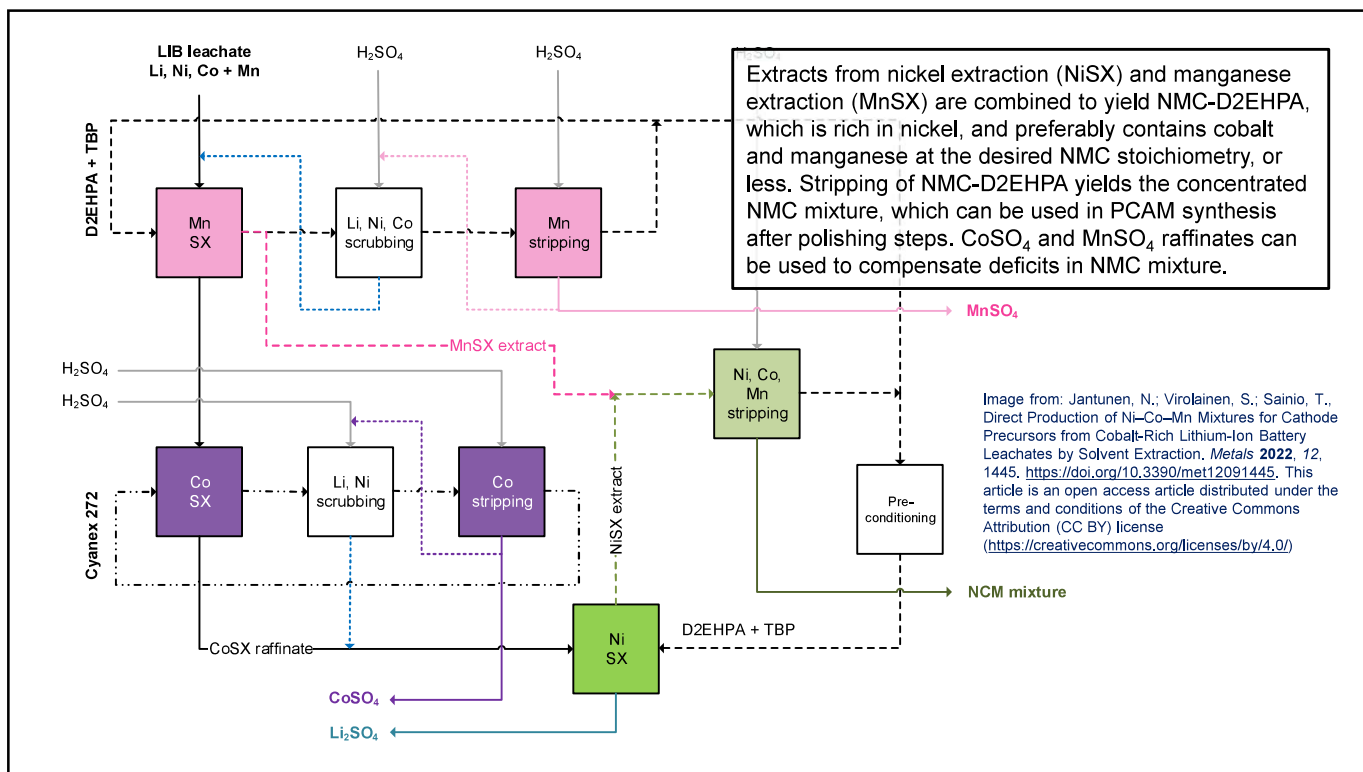 LIB leachate
Li, Ni, Co + Mn
H₂SO₄
H₂SO₄
H₂SO₄
Extracts from nickel extraction (NiSX) and manganese
extraction (MnSX) are combined to yield NMC-D2EHPA,
which is rich in nickel, and preferably contains cobalt
and manganese at the desired NMC stoichiometry, or
less. Stripping of NMC-D2EHPA yields the concentrated
NMC mixture, which can be used in PCAM synthesis
after polishing steps. CoSO₄ and MnSO₄ raffinates can
be used to compensate deficits in NMC mixture.
D2EHPA + TBP
Mn
SX
Li, Ni, Co
scrubbing
Mn
stripping
MnSO₄
MnSX extract
H₂SO₄
H₂SO₄
Ni, Co,
Mn
stripping
Image from: Jantunen, N.; Virolainen, S.; Sainio, T.,
Direct Production of Ni–Co–Mn Mixtures for Cathode
Precursors from Cobalt-Rich Lithium-Ion Battery
Leachates by Solvent Extraction. Metals 2022, 12,
1445. https://doi.org/10.3390/met12091445. This
article is an open access article distributed under the
terms and conditions of the Creative Commons
Attribution (CC BY) license
(https://creativecommons.org/licenses/by/4.0/)
Cyanex 272
Co
SX
Li, Ni
scrubbing
Co
stripping
NiSX extract
Pre-
conditioning
NCM mixture
CoSX raffinate
Ni
SX
D2EHPA + TBP
CoSO₄
Li₂SO₄